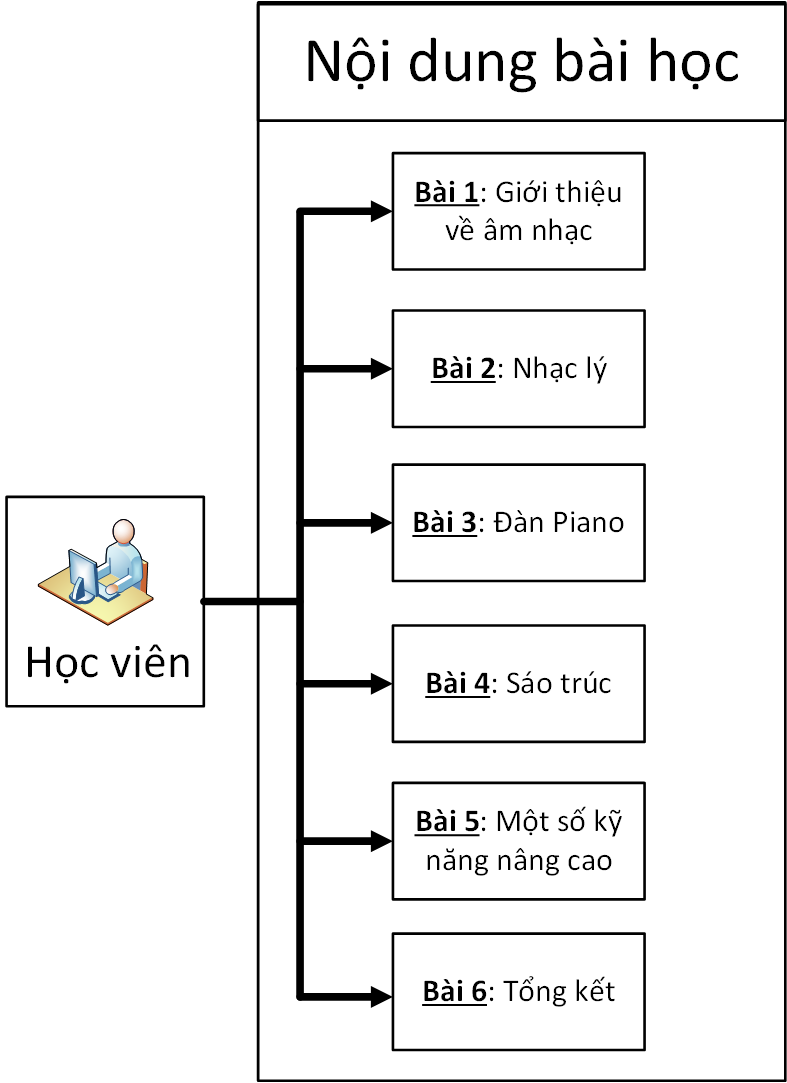 Nội dung bài học
Bài 1: Giới thiệu
về âm nhạc
Bài 2: Nhạc lý
Bài 3: Đàn Piano
Học viên
Bài 4: Sáo trúc
Bài 5: Một số kỹ
năng nâng cao
Bài 6: Tổng kết